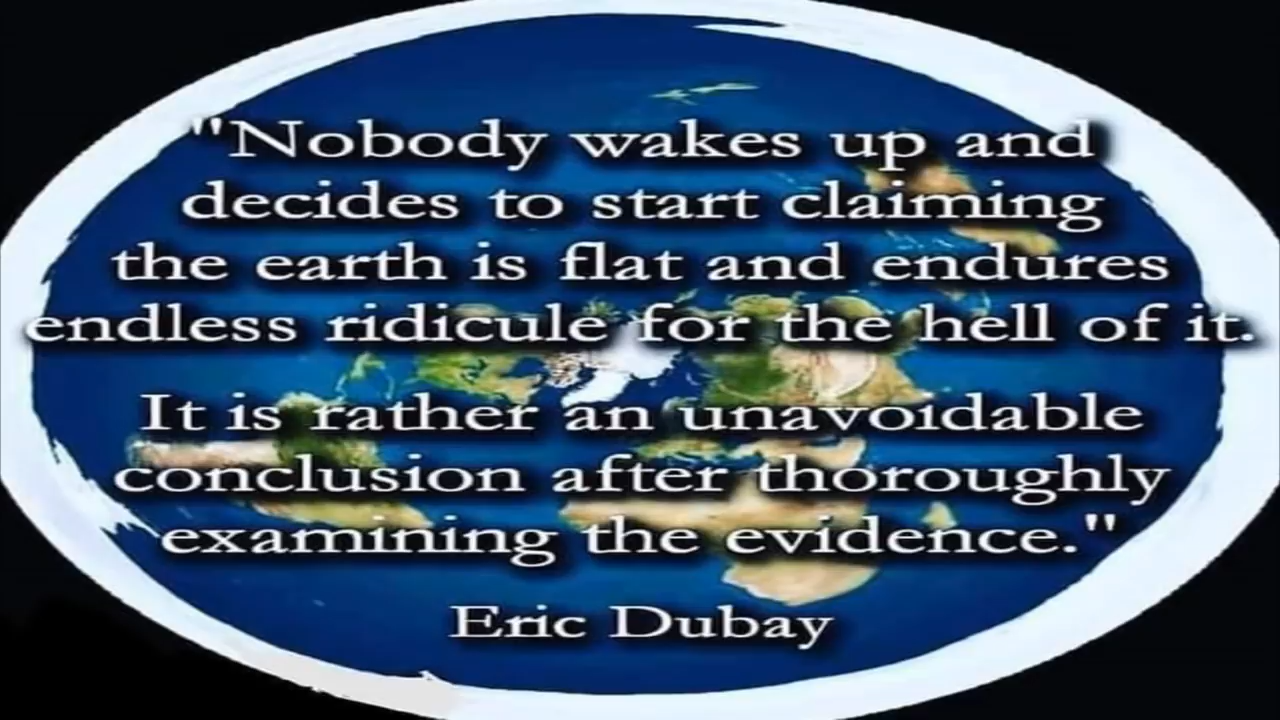 "Nobody wakes up and
decides to start claiming
the earth is flat and endures
endless ridicule for the hell of it.
It is rather an unavoidable
conclusion after thoroughly
examining the evidence."
Eric Dubay